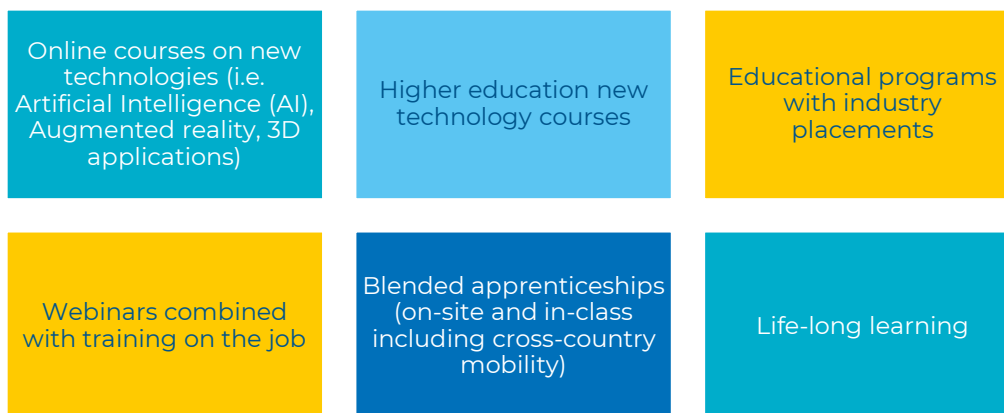 Online courses on new
technologies (i.e.
Artificial Intelligence (AI),
Augmented reality, 3D
applications)
Higher education new
technology courses
Educational programs
with industry
placements
Webinars combined
with training on the job
Blended apprenticeships
(on-site and in-class
including cross-country
mobility)
Life-long learning